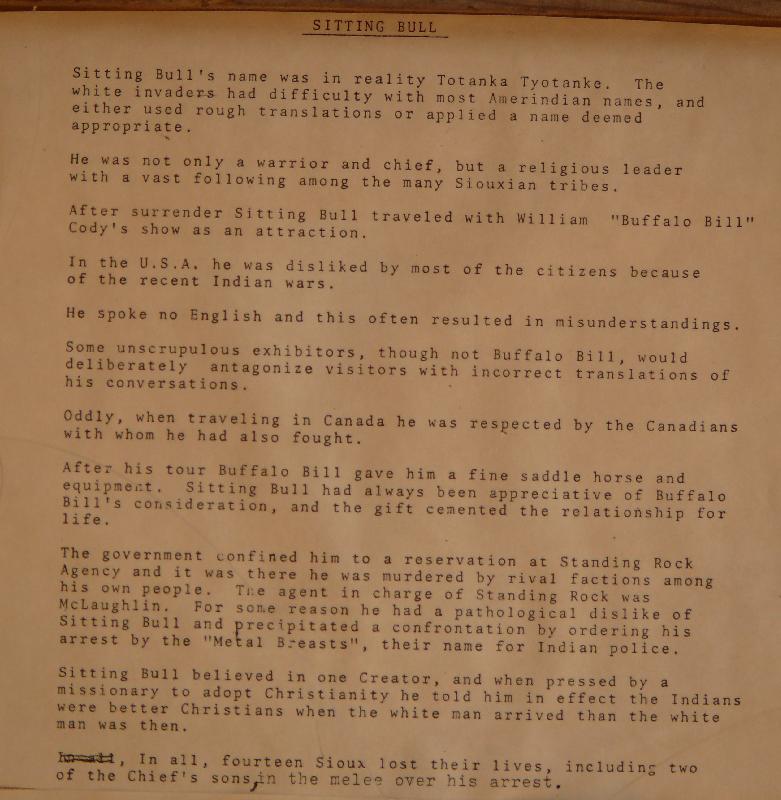 SITTING BULL
Sitting Bull's name was in reality Totanka Tyotanke. The
white invaders had difficulty with most Amerindian names, and
either used rough translations or applied a name deemed
appropriate.
He was not only a warrior and chief, but a religious leader
with a vast following among the many Siouxian tribes.
After surrender Sitting Bull traveled with William "Buffalo Bill"
Cody's show as an attraction.
In the U.S.A. he was disliked by most of the citizens because
of the recent Indian wars.
He spoke no English and this often resulted in misunderstandings.
Some unscrupulous exhibitors, though not Buffalo Bill, would
deliberately antagonize visitors with incorrect translations of
his conversations.
Oddly, when traveling in Canada he was respected by the Canadians
with whom he had also fought.
After his tour Buffalo Bill gave him a fine saddle horse and
equipment. Sitting Bull had always been appreciative of Buffalo
Bill's consideration, and the gift cemented the relationship for
life.
The government confined him to a reservation at Standing Rock
Agency and it was there he was murdered by rival factions among
his own people. The agent in charge of Standing Rock was
McLaughlin. For some reason he had a pathological dislike of
Sitting Bull and precipitated a confrontation by ordering his
arrest by the "Metal Breasts", their name for Indian police.
Sitting Bull believed in one Creator, and when pressed by a
missionary to adopt Christianity he told him in effect the Indians
were better Christians when the white man arrived than the white
man was then.
, In all, fourteen Sioux lost their lives, including two
of the Chief's sons,in the melee over his arrest.